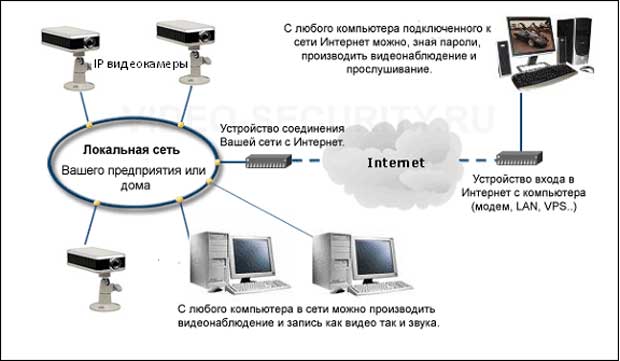 С любого компьютера подключенного к
сети Интернет можно, зная пароли,
производить видеонаблюдение и
прослушивание.
IP видеокамеры
VIDEO-SECURITY.RU
Устройство соединения
Вашей сети с Интернет.
Локальная сеть
Вашего предприятия или
дома
Internet
Устройство входа в
Интернет с компьютера
(модем, LAN, VPS..)
С любого компьютера в сети можно производить
видеонаблюдение и запись как видео так и звука.